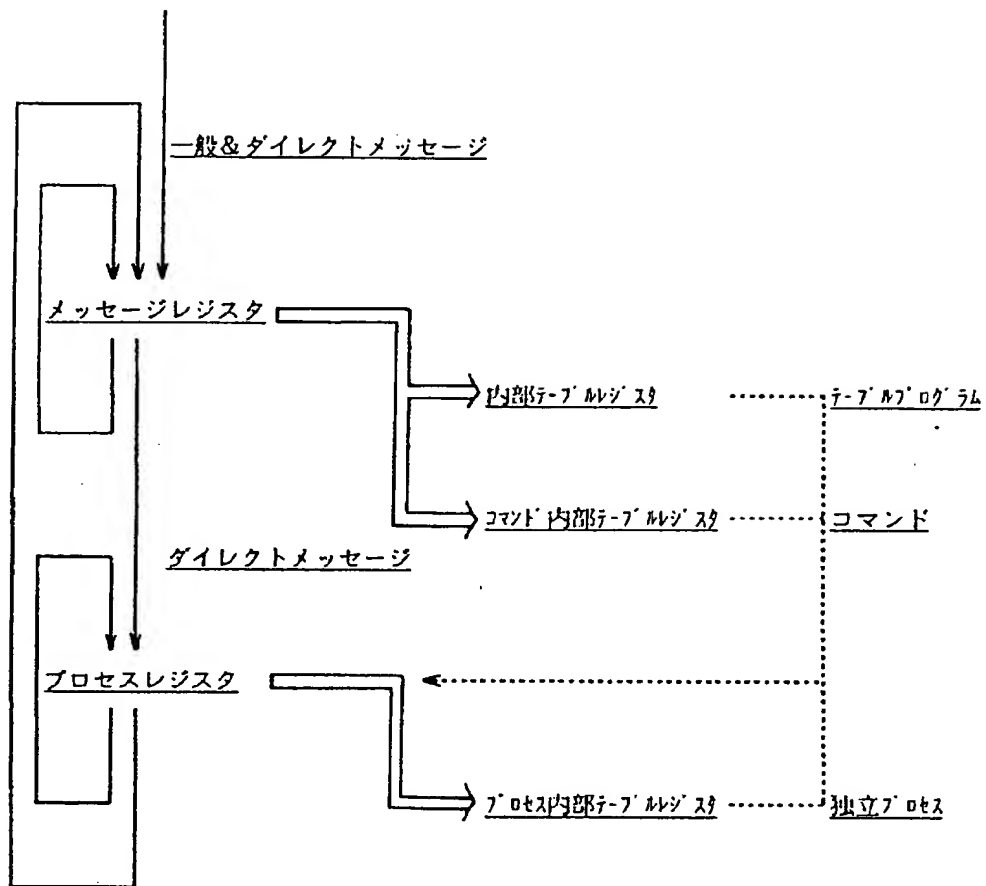 一般&ダイレクトメッセージ
メッセージレジスタ
内部ﾃｰﾌﾞﾙﾚｼﾞｽﾀ
ﾃｰﾌﾞﾙﾌﾟﾛｸﾞﾗﾑ
ｺﾏﾝﾄﾞ内部ﾃｰﾌﾞﾙﾚｼﾞｽﾀ
コマンド
ダイレクトメッセージ
プロセスレジスタ
ﾌﾟﾛｾｽ内部ﾃｰﾌﾞﾙﾚｼﾞｽﾀ
独立ﾌﾟﾛｾｽ